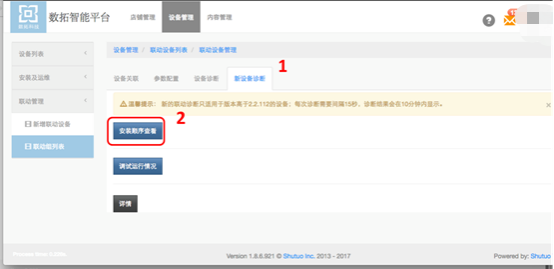 数拓智能平台 店铺管理 设备管理 内容管理
设备列表
安装及运维
联动管理
新增联动设备
联动组列表
设备管理 / 联动设备列表 / 联动设备管理
设备关联 参数配置 设备诊断 新设备诊断
1
温馨提示: 新的联动诊断只适用于版本高于2.2.112的设备; 每次诊断需要间隔15秒, 诊断结果会在10分钟内显示。
2
安装顺序查看
调试运行情况
详情
Version 1.8.6.921 © Shutuo Inc. 2013 - 2017
Powered by: Shutuo